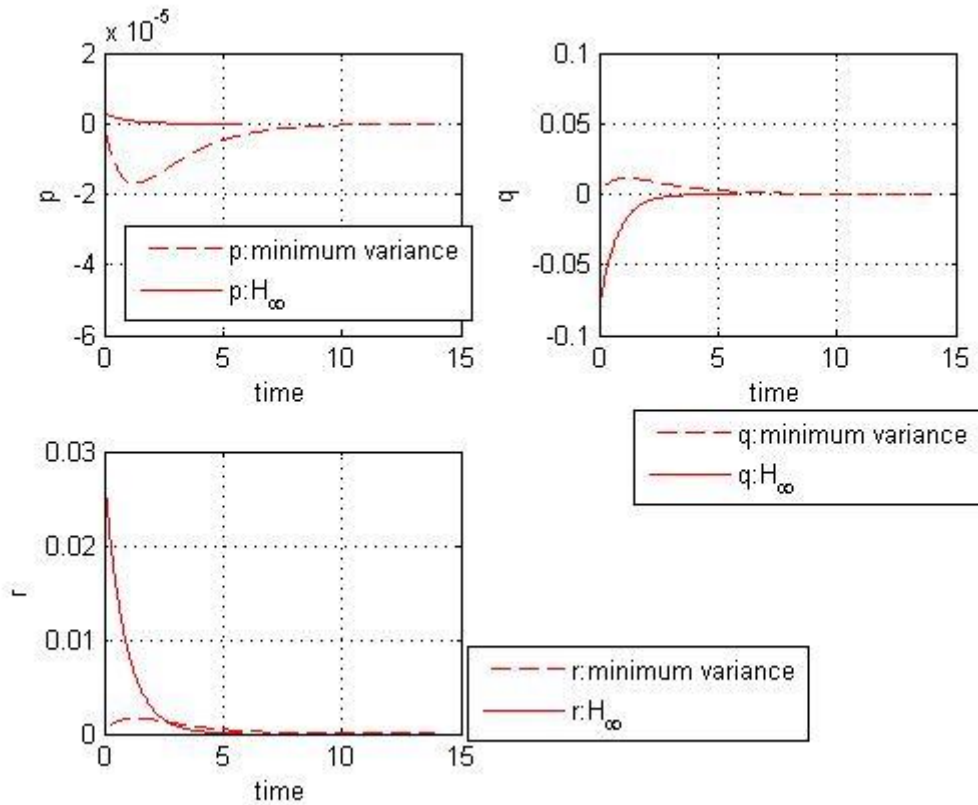 x 10-5
2
0
-2
-4
-6
p
p:minimum variance
p:H∞
0 5 10 15
time
0.1
0.05
0
-0.05
-0.1
q
0 5 10 15
time
q:minimum variance
q:H∞
0.03
0.02
0.01
0
r
0 5 10 15
time
r:minimum variance
r:H∞